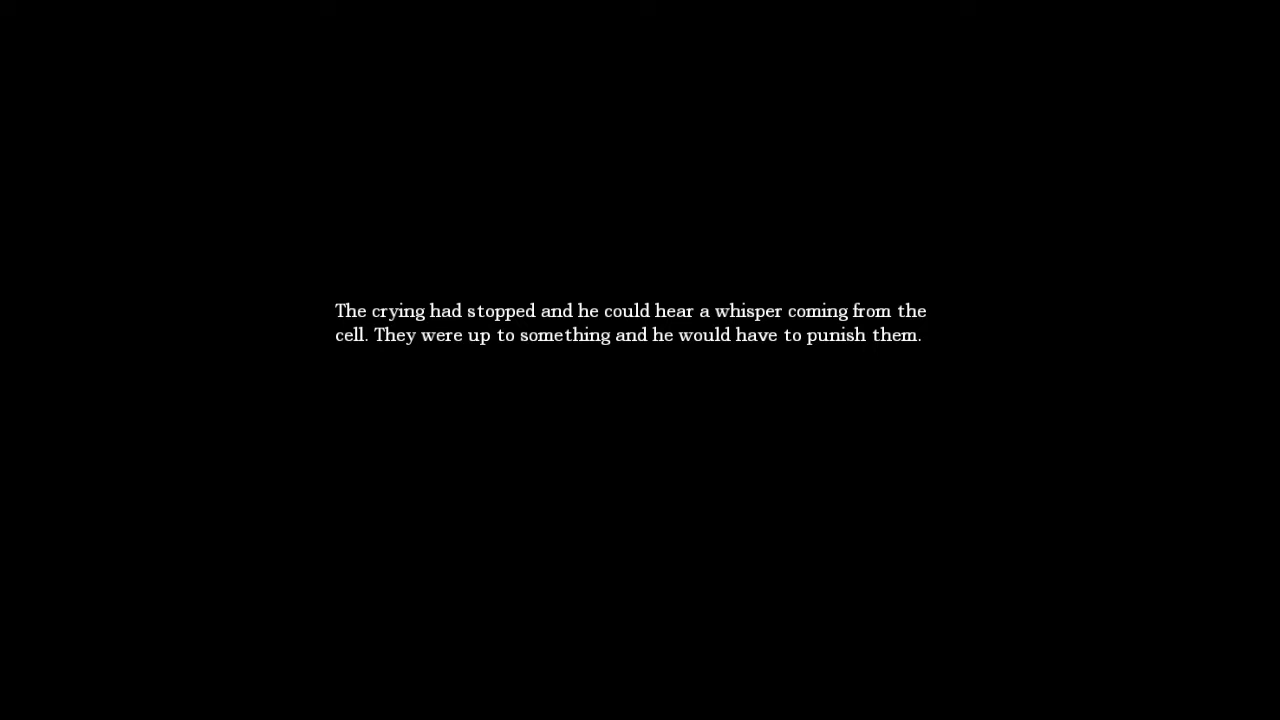 The crying had stopped and he could hear a whisper coming from the
cell. They were up to something and he would have to punish them.